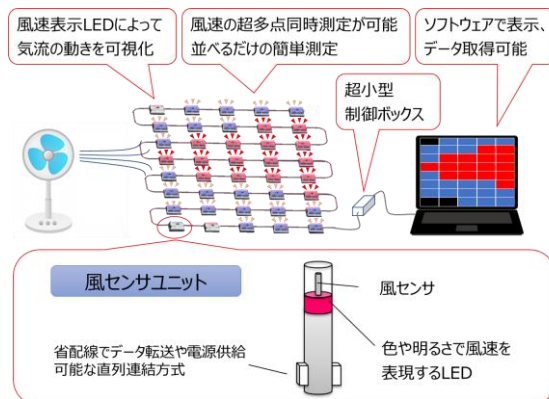 風速表示LEDによって
気流の動きを可視化
風速の超多点同時測定が可能
並べるだけの簡単測定
ソフトウェアで表示、
データ取得可能
超小型
制御ボックス
風センサユニット
風センサ
省配線でデータ転送や電源供給
可能な直列連結方式
色や明るさで風速を
表現するLED